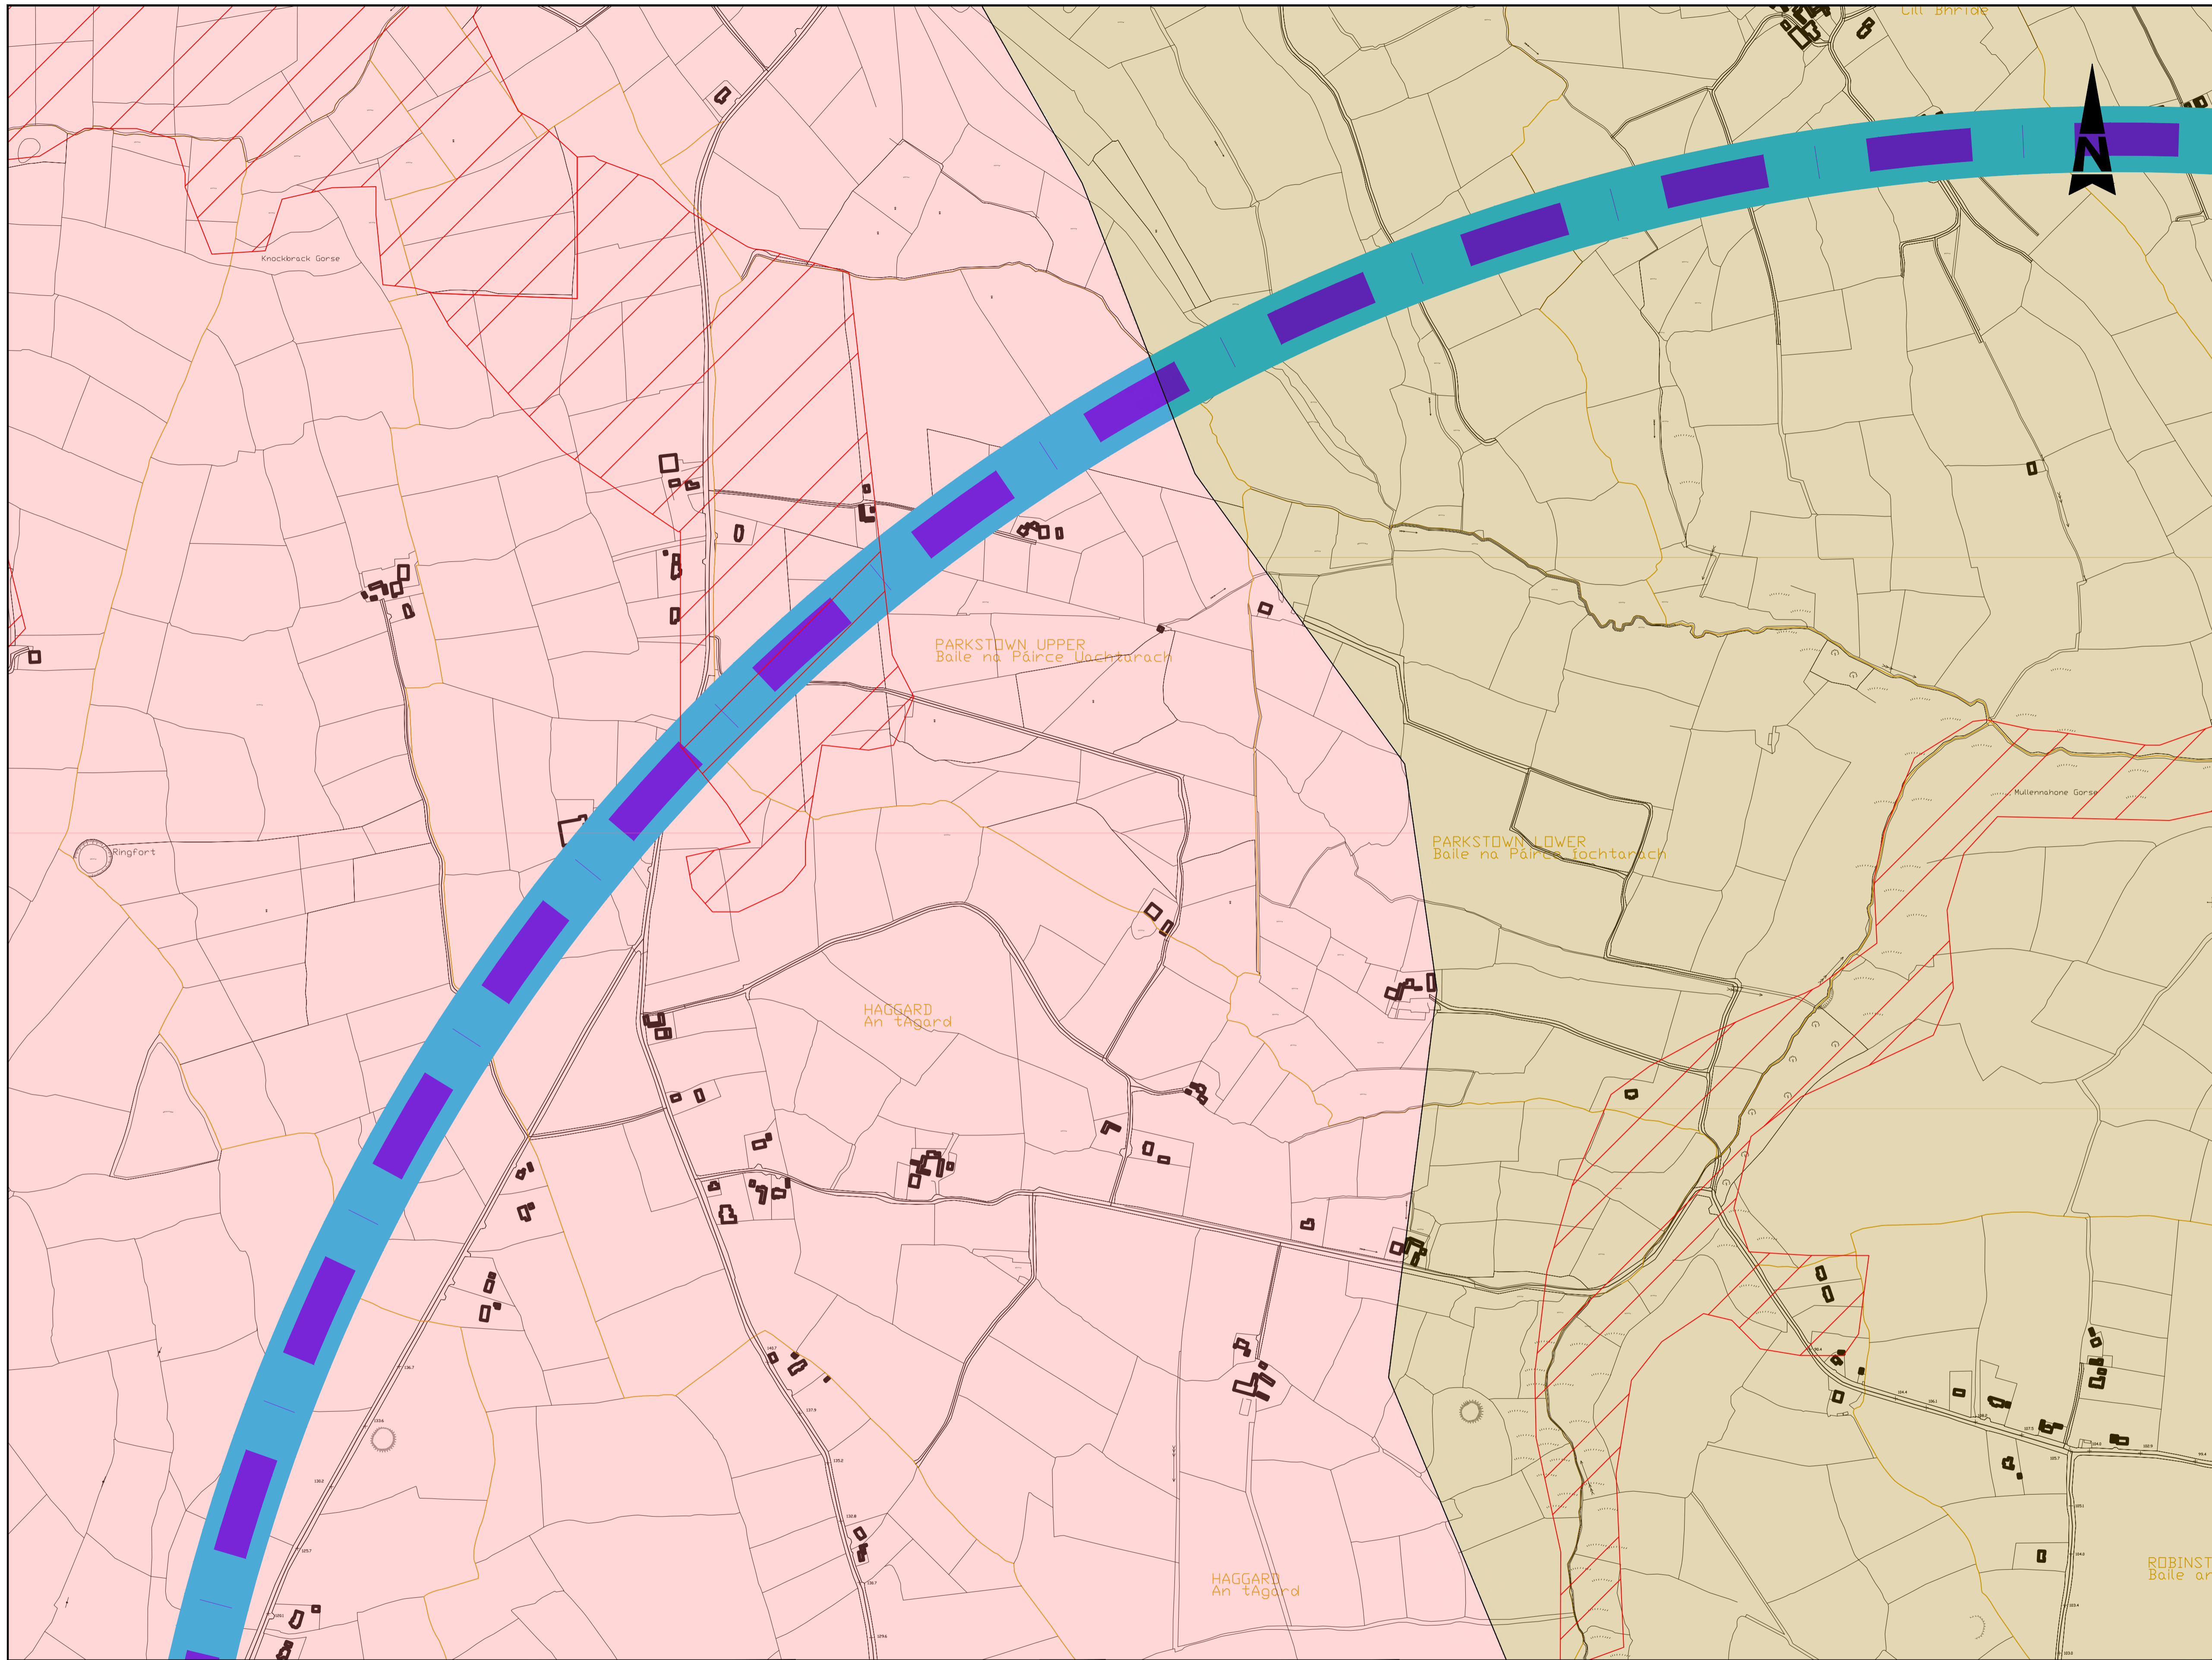 Cill Bhríde
N
Knockbrack Gorse
PARKSTOWN UPPER
Baile na Páirce Uachtarach
Mullennahone Gorse
PARKSTOWN LOWER
Baile na Páirce Íochtarach
Ringfort
HAGGARD
An tAgard
HAGGARD
An tAgard
ROBINST
Baile an